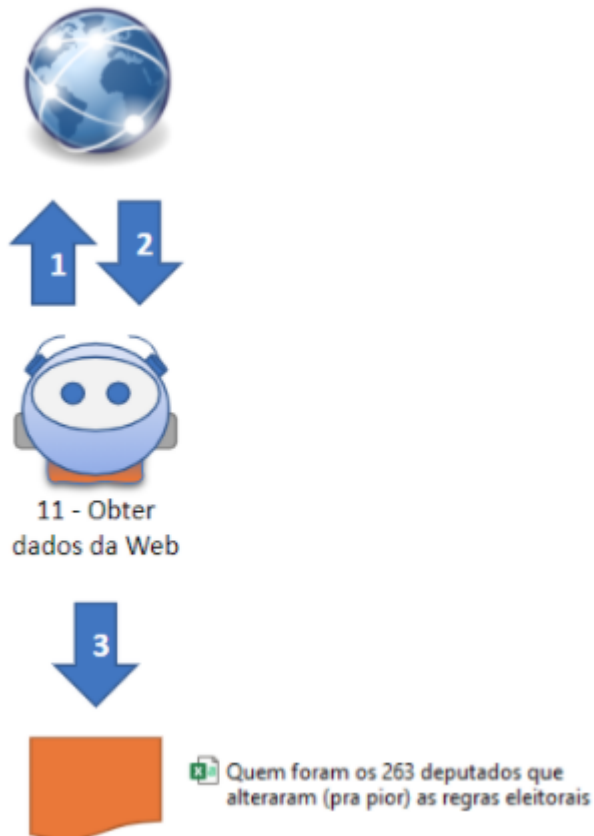 1
2
11 - Obter
dados da Web
3
Quem foram os 263 deputados que
alteraram (pra pior) as regras eleitorais